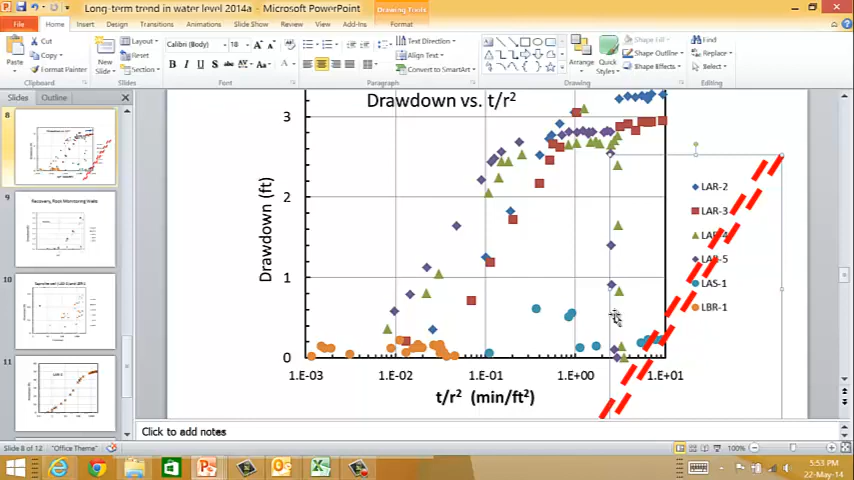 Long-term trend in water level 2014a - Microsoft PowerPoint
Drawing Tools
File Home Insert Design Transitions Animations Slide Show Review View Add-Ins Format
Cut
Copy
Format Painter
Paste
Clipboard
New Slide
Layout
Reset
Section
Slides
Calibri (Body) 18
Font
Text Direction
Align Text
Convert to SmartArt
Paragraph
Arrange
Quick Styles
Shape Fill
Shape Outline
Shape Effects
Drawing
Find
Replace
Select
Editing
Slides Outline
8
9
Recovery, Rock Monitoring Wells
10
11
Drawdown vs. t/r²
Drawdown (ft)
3
2
1
0
1.E-03 1.E-02 1.E-01 1.E+00 1.E+01
t/r² (min/ft²)
LAR-2
LAR-3
LAR-4
LAR-5
LAS-1
LBR-1
Click to add notes
Slide 8 of 12 "Office Theme" 100%
5:53 PM
22-May-14